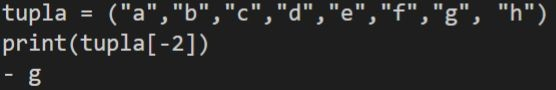 tupla = ("a","b","c","d","e","f","g", "h")
print(tupla[-2])
- g